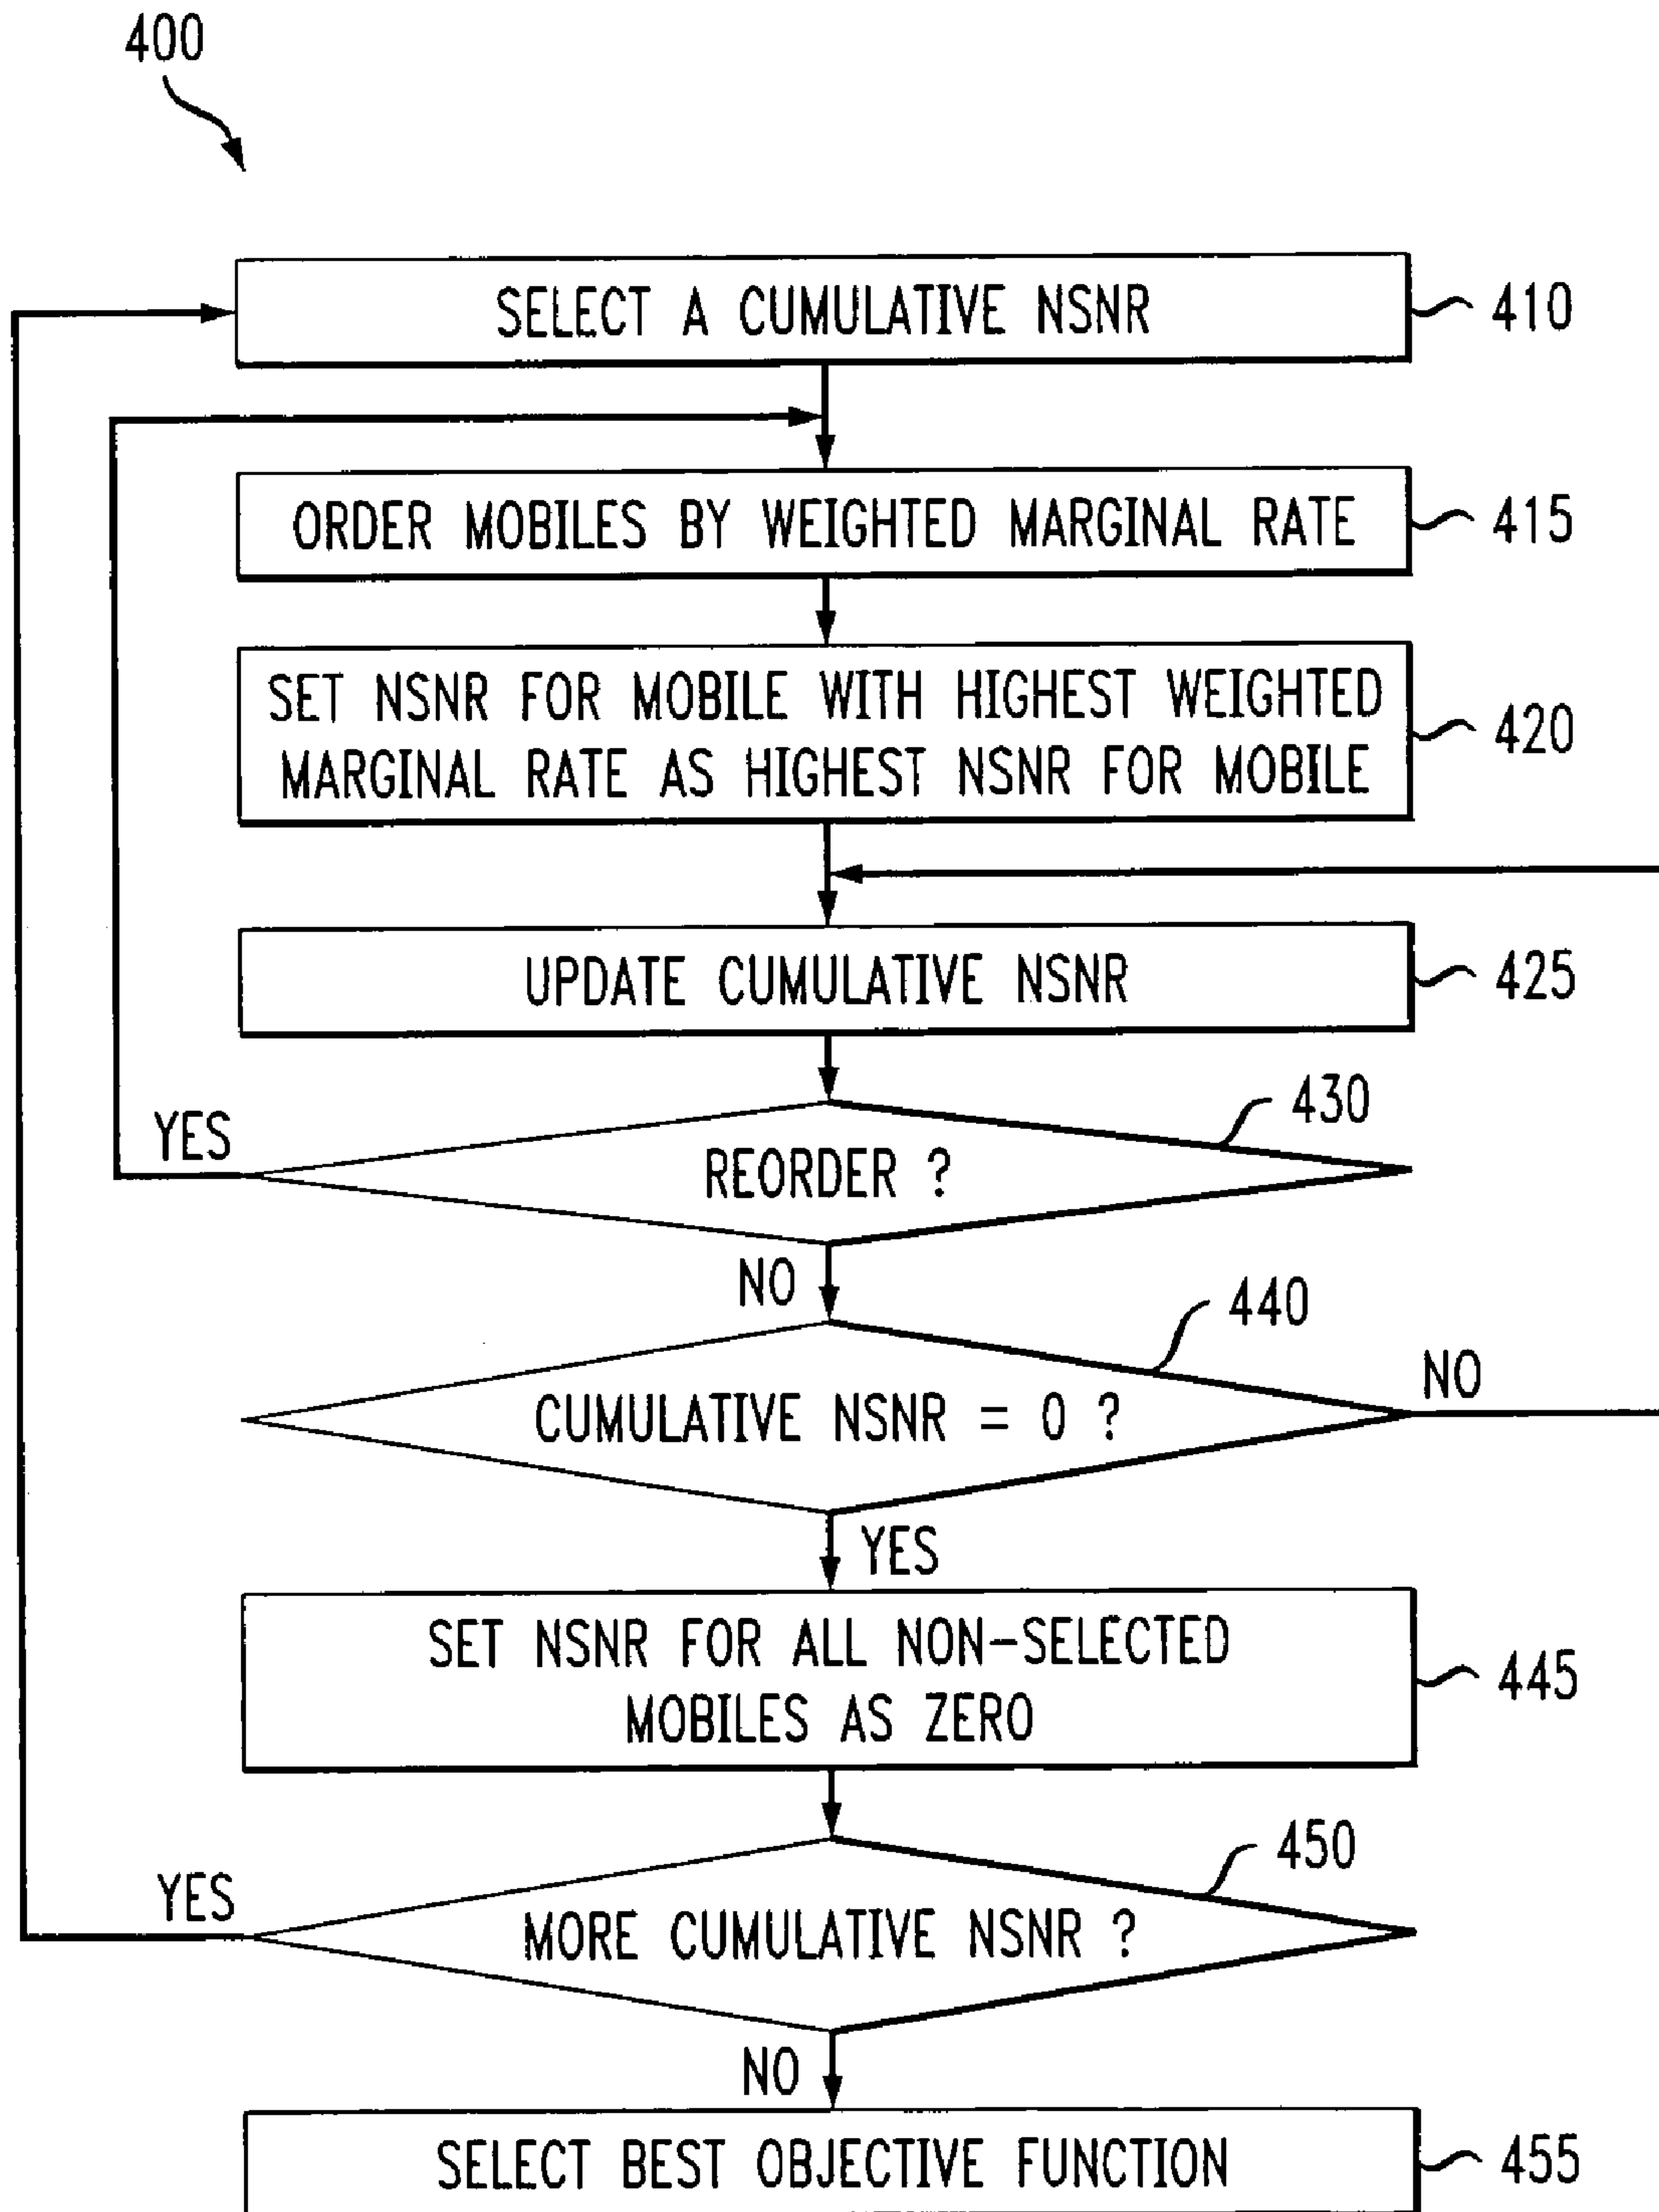 400
SELECT A CUMULATIVE NSNR
410
ORDER MOBILES BY WEIGHTED MARGINAL RATE
415
SET NSNR FOR MOBILE WITH HIGHEST WEIGHTED
MARGINAL RATE AS HIGHEST NSNR FOR MOBILE
420
UPDATE CUMULATIVE NSNR
425
430
YES
REORDER ?
NO
440
CUMULATIVE NSNR = 0 ?
NO
YES
SET NSNR FOR ALL NON-SELECTED
MOBILES AS ZERO
445
450
YES
MORE CUMULATIVE NSNR ?
NO
SELECT BEST OBJECTIVE FUNCTION
455